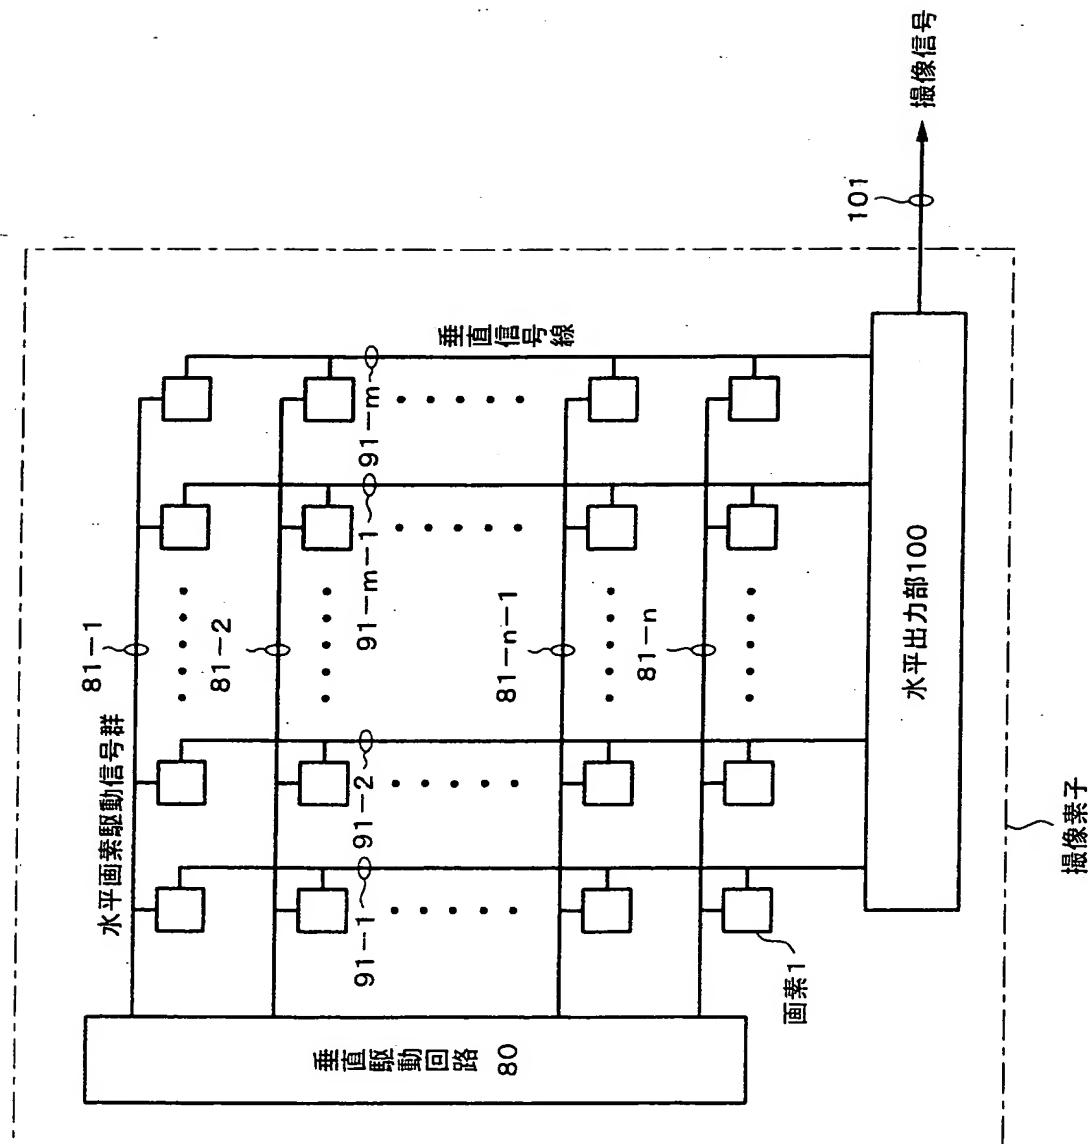 水平画素駆動信号群
81-1
81-2
81-n-1
81-n
垂直信号線
91-1
91-2
91-m-1
91-m
垂直駆動回路 80
画素1
水平出力部100
101
撮像信号
撮像素子